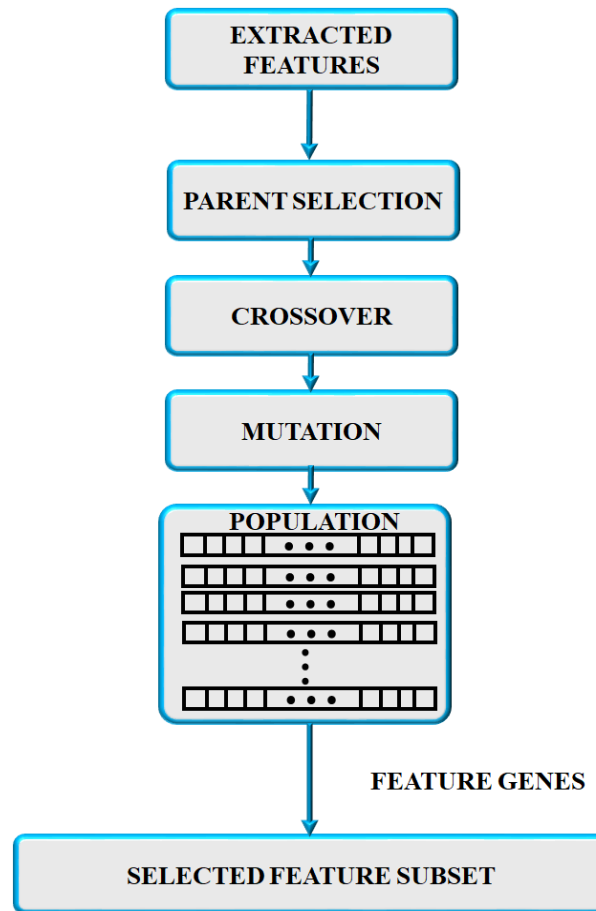 EXTRACTED
FEATURES
PARENT SELECTION
CROSSOVER
MUTATION
POPULATION
FEATURE GENES
SELECTED FEATURE SUBSET